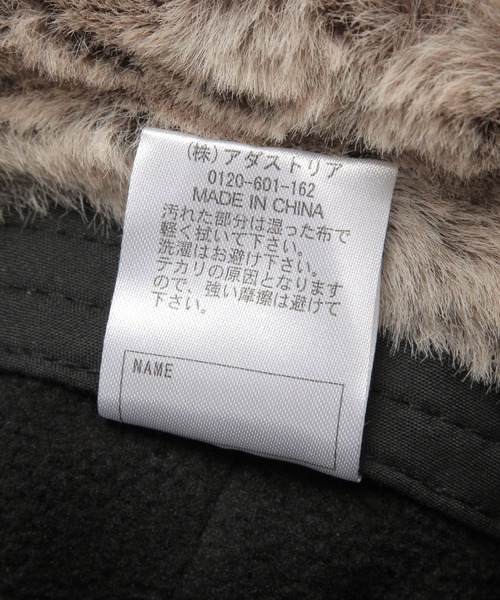 (株)アダストリア
0120-601-162
MADE IN CHINA
汚れた部分は湿った布で
軽く拭いて下さい。
洗濯はお避け下さい。
テカリの原因となります
ので、強い摩擦は避けて
下さい。
NAME